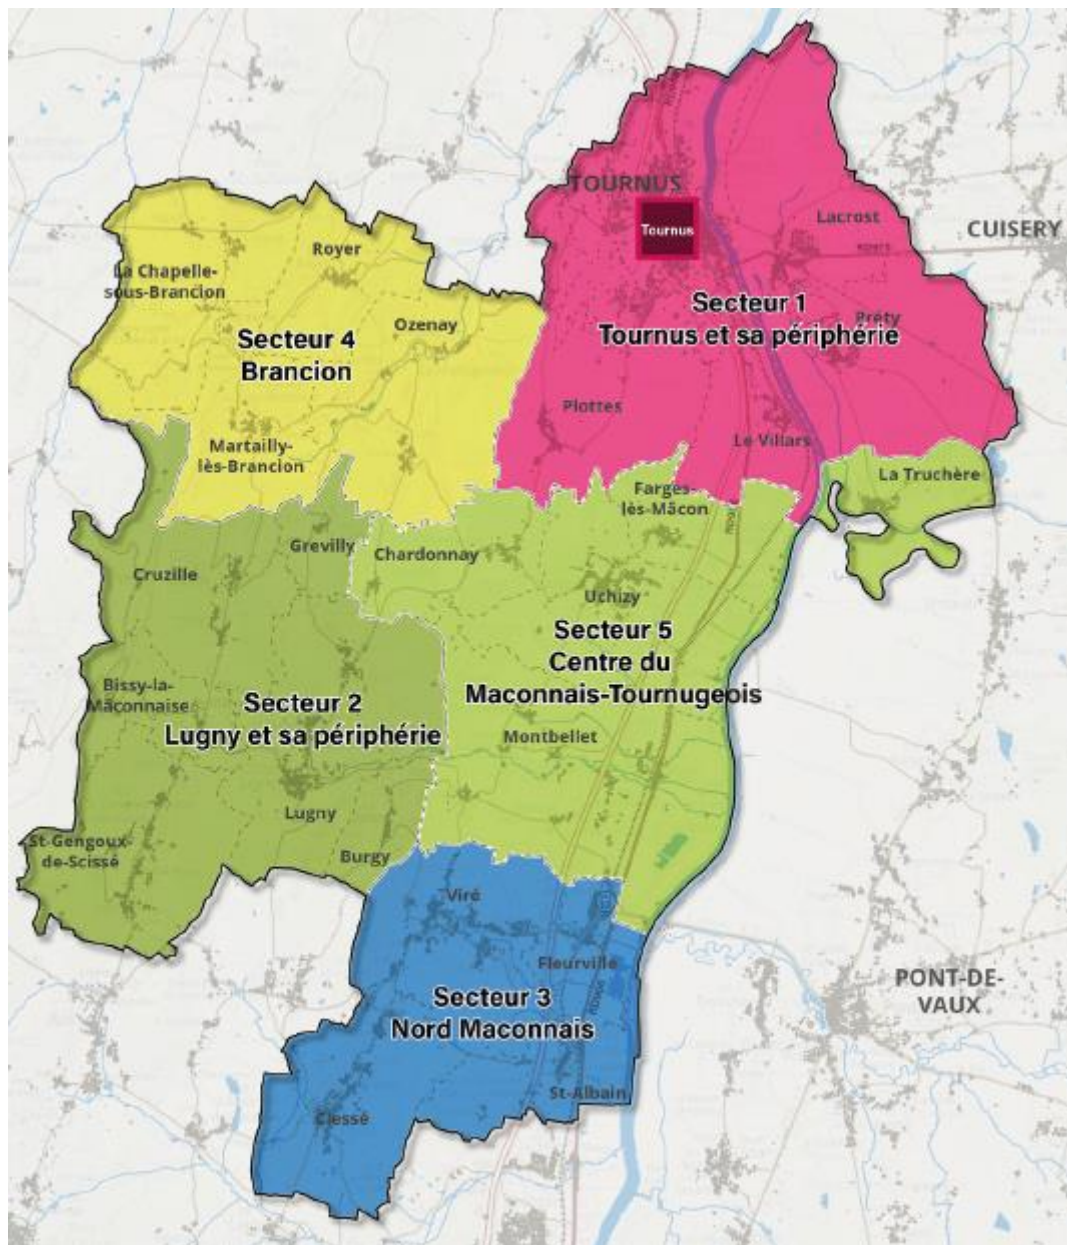 TOURNUS
Tournus
Lacrost
CUISERY
Royer
La Chapelle-
sous-Brancion
Secteur 1
Tournus et sa périphérie
Préty
Ozenay
Secteur 4
Brancion
Plottes
Le Villars
Martailly-
lès-Brancion
La Truchère
Farges-
lès-Mâcon
Grevilly
Chardonnay
Cruzille
Uchizy
Secteur 5
Centre du
Maconnais-Tournugeois
Bissy-la-
Mâconnaise
Secteur 2
Lugny et sa périphérie
Montbellet
Lugny
St-Gengoux-
de-Scissé
Burgy
Viré
Fleurville
PONT-DE-
VAUX
Secteur 3
Nord Maconnais
St-Albain
Clessé